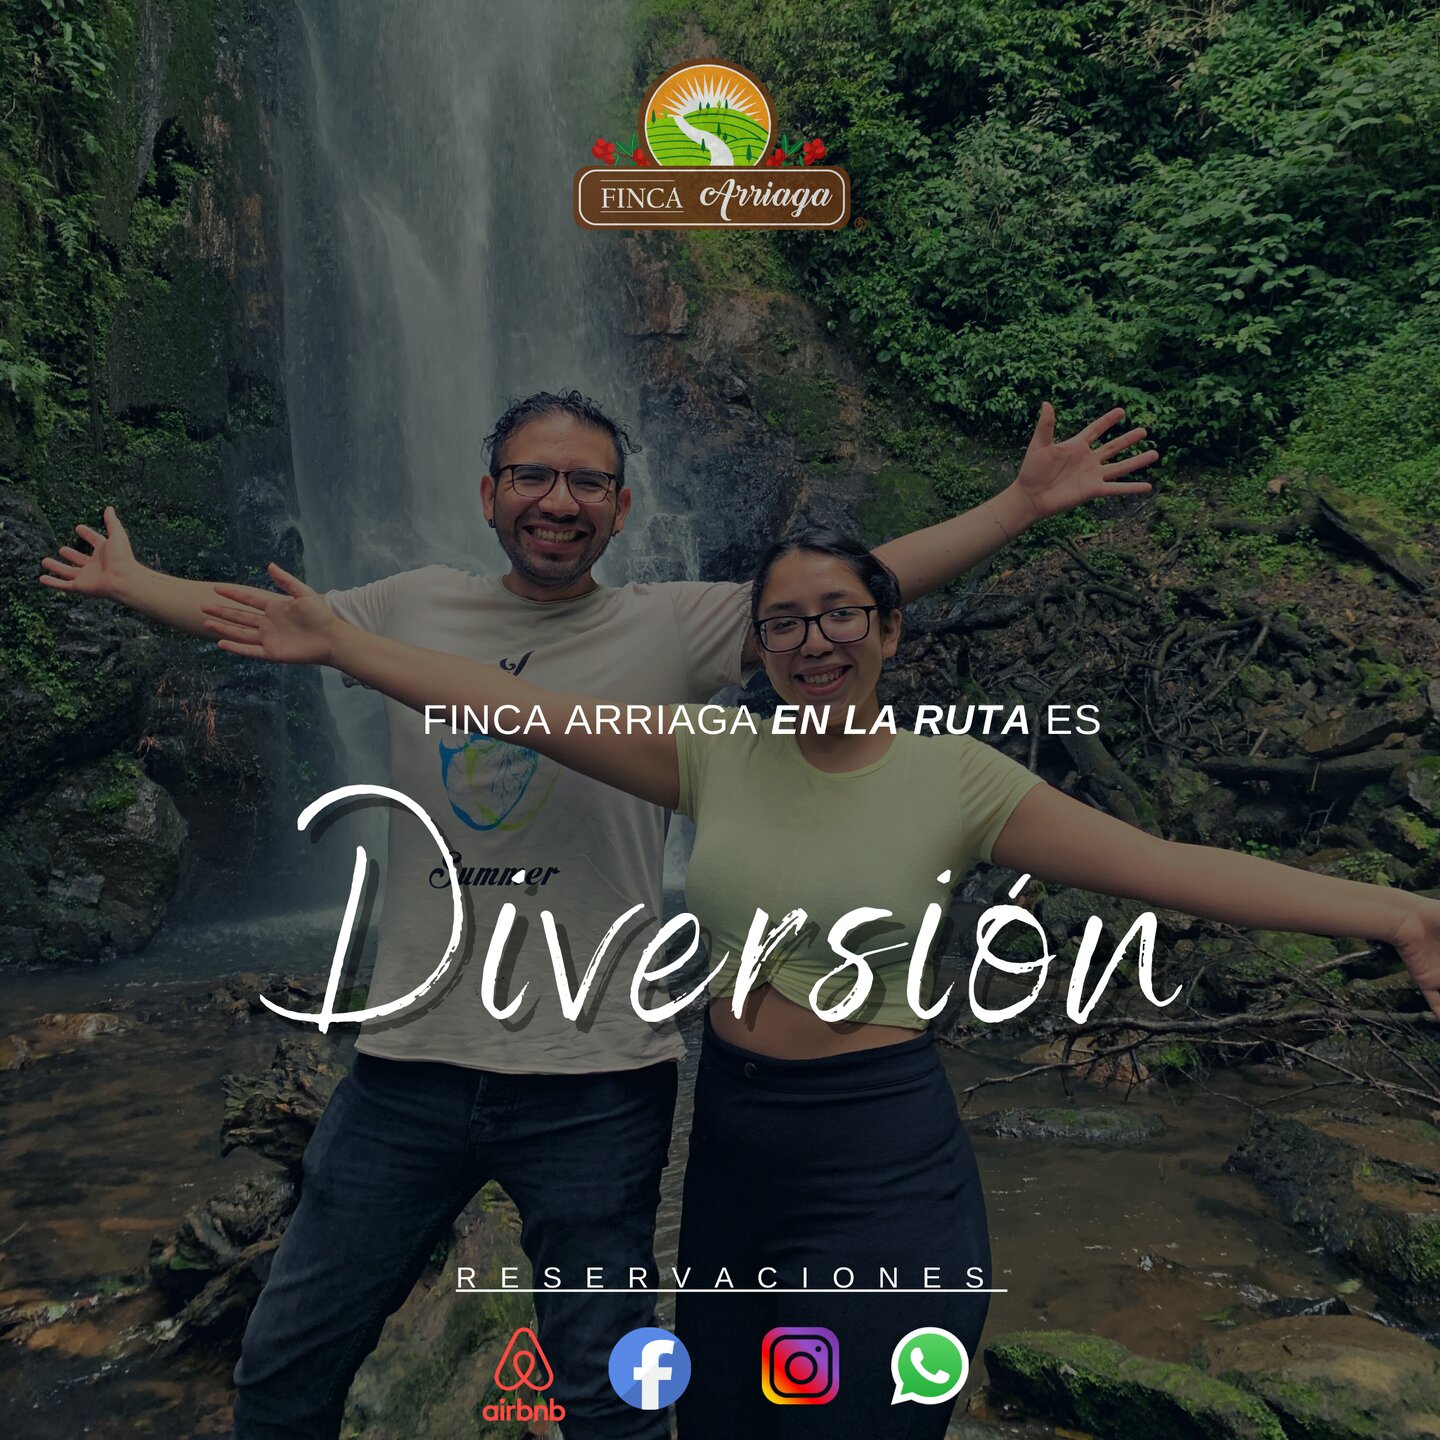 FINCA Arriaga
®
FINCA ARRIAGA EN LA RUTA ES
Summer
Diversión
RESERVACIONES
airbnb